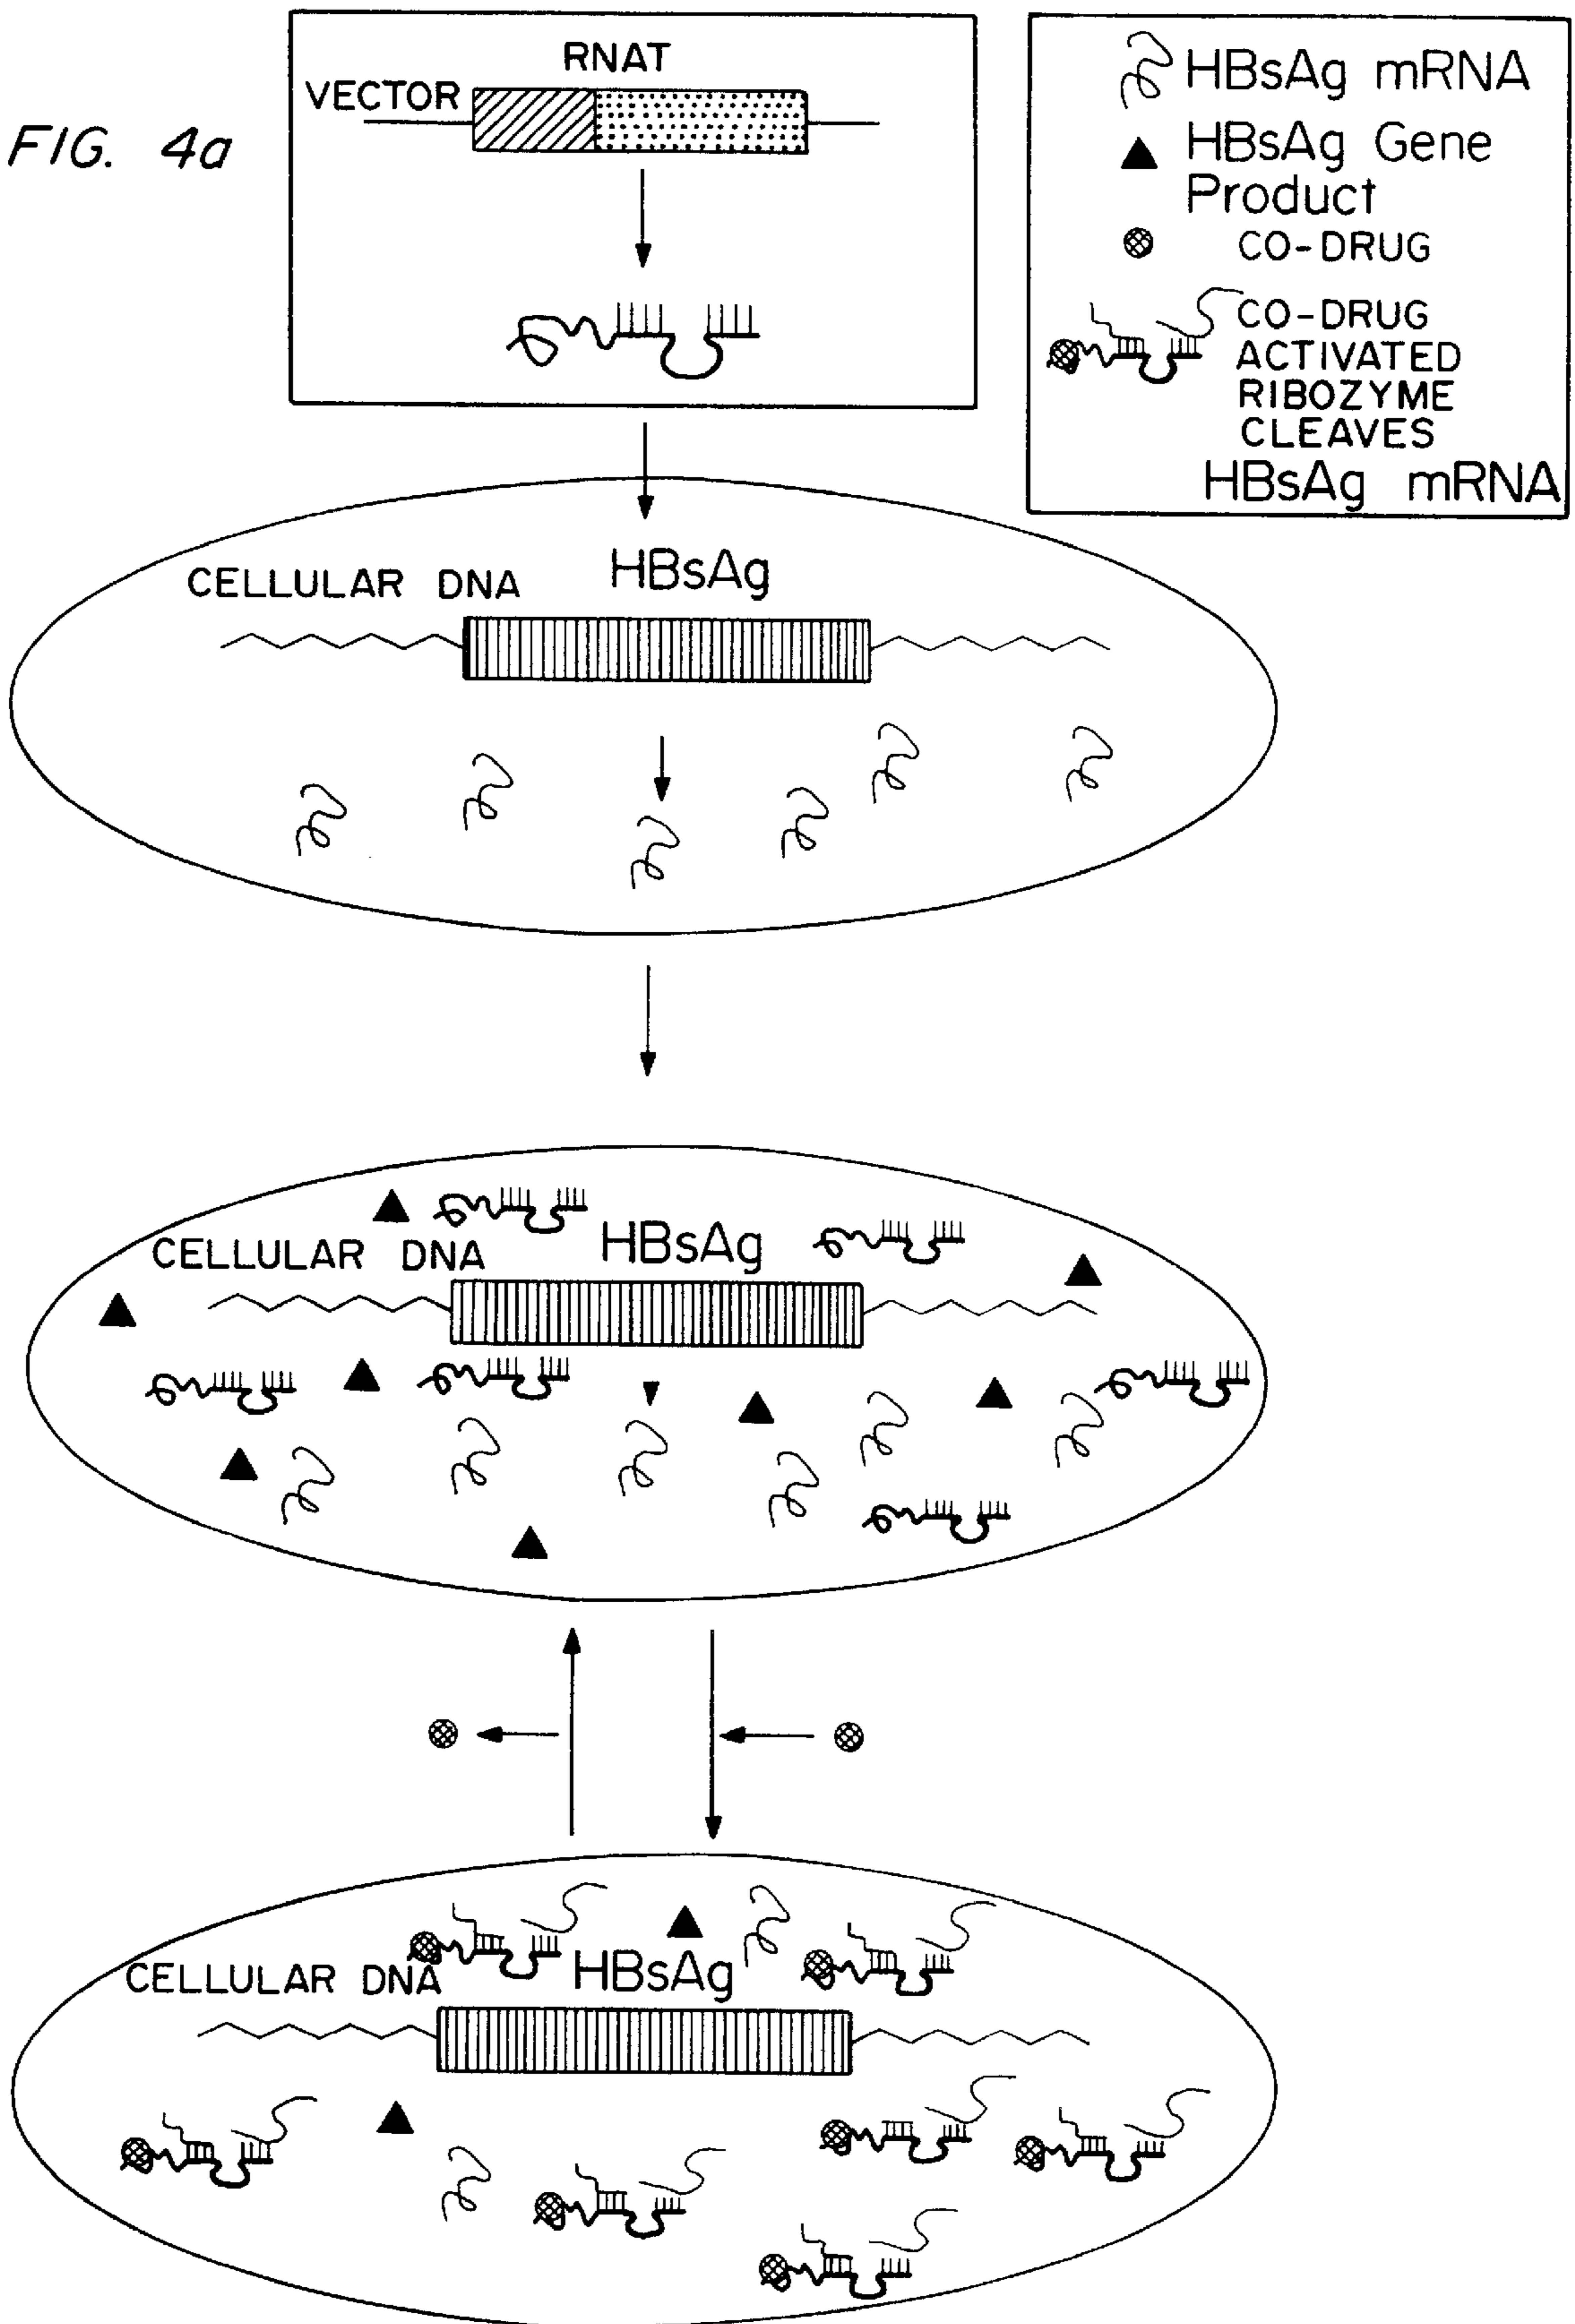 FIG. 4a
RNAT
VECTOR
HBsAg mRNA
HBsAg Gene
Product
CO-DRUG
CO-DRUG
ACTIVATED
RIBOZYME
CLEAVES
HBsAg mRNA
CELLULAR DNA HBsAg
CELLULAR DNA HBsAg
CELLULAR DNA HBsAg